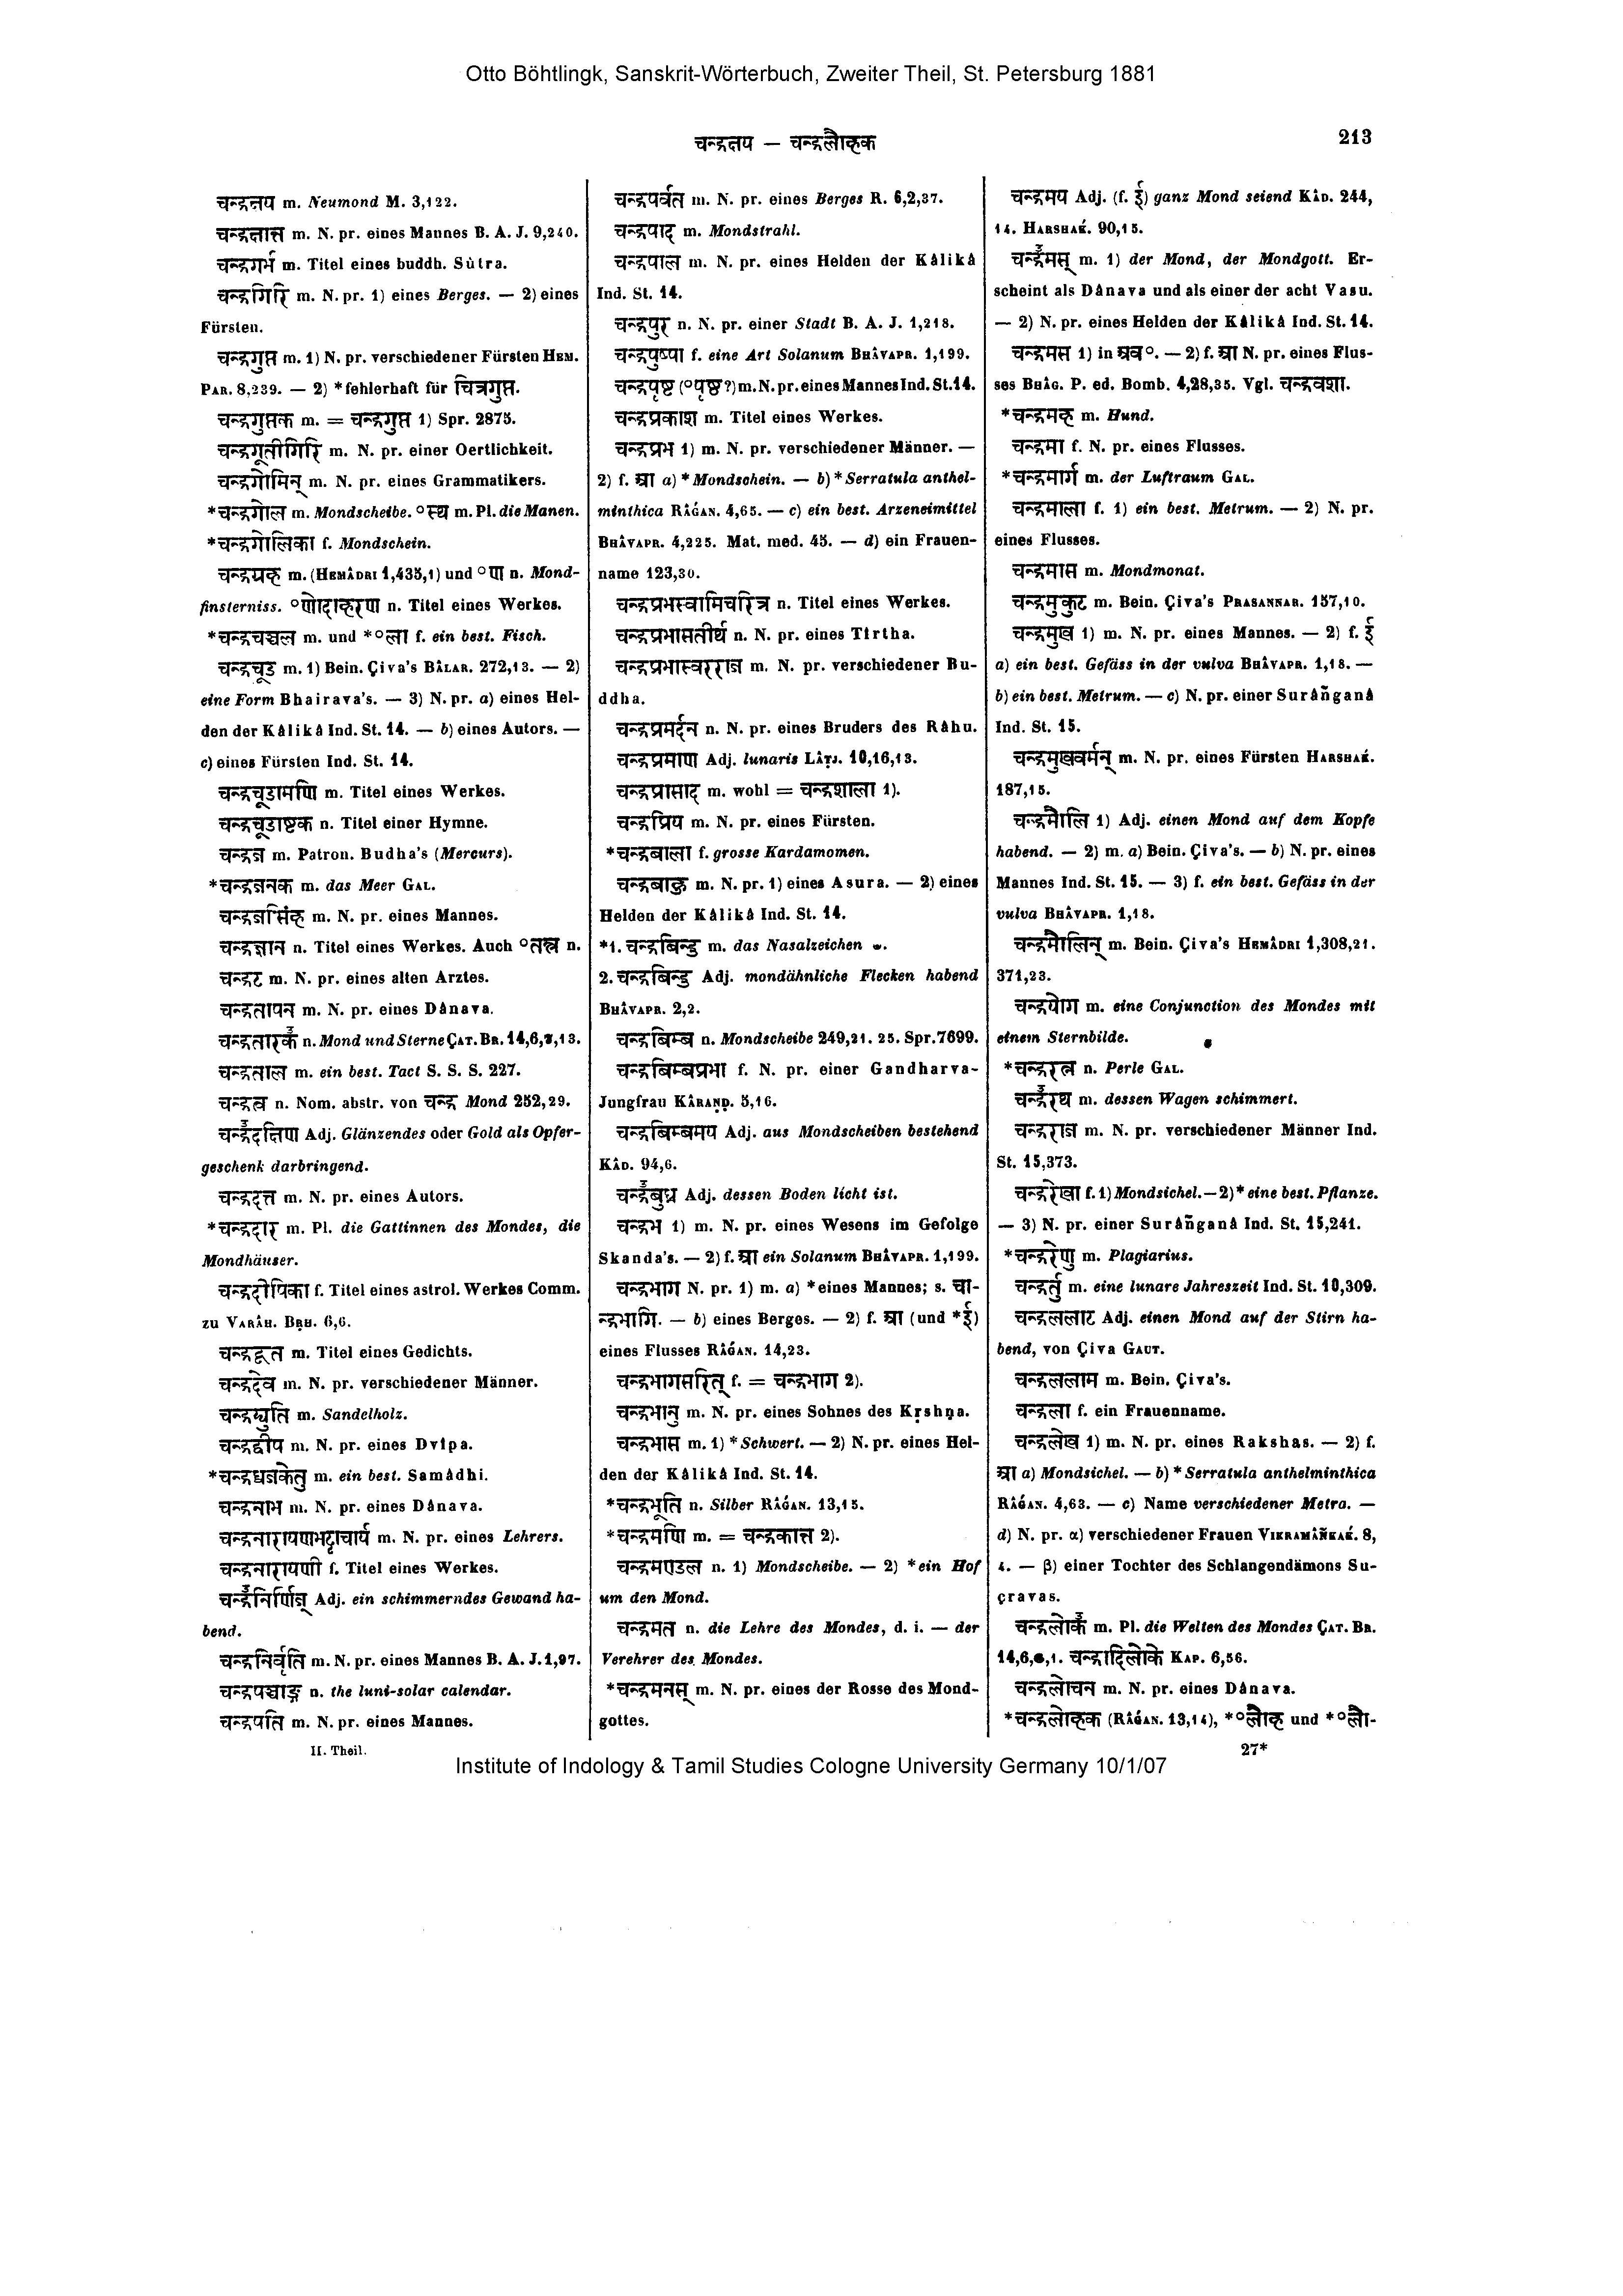 Otto Böhtlingk, Sanskrit-Wörterbuch, Zweiter Theil, St. Petersburg 1881
चन्द्रक्षय — चन्द्रलौहक
213
चन्द्रक्षय m. Neumond M. 3,122.
चन्द्रक्षान्त m. N. pr. eines Mannes B. A. J. 9,240.
चन्द्रगर्भ m. Titel eines buddh. Sûtra.
चन्द्रगिरि m. N. pr. 1) eines Berges. — 2) eines
Fürsten.
चन्द्रगुप्त m. 1) N. pr. verschiedener Fürsten HEM.
PAR. 8,239. — 2) *fehlerhaft für चित्रगुप्त.
चन्द्रगुप्तक m. = चन्द्रगुप्त 1) Spr. 2875.
चन्द्रगूतीगिरि m. N. pr. einer Oertlichkeit.
चन्द्रगोमिन् m. N. pr. eines Grammatikers.
*चन्द्रगोल m. Mondscheibe. °स्थ m. Pl. die Manen.
*चन्द्रगोलिका f. Mondschein.
चन्द्रग्रह m. (HEMÂDRI 1,435,1) und °ण n. Mond-
finsterniss. °णोदाहरण n. Titel eines Werkes.
*चन्द्रचञ्चल m. und *°ला f. ein best. Fisch.
चन्द्रचूड m. 1) Bein. Çiva's BÂLAR. 272,13. — 2)
eine Form Bhairava's. — 3) N. pr. a) eines Hel-
den der Kâlikâ Ind. St. 14. — b) eines Autors. —
c) eines Fürsten Ind. St. 14.
चन्द्रचूडामणि m. Titel eines Werkes.
चन्द्रचूडाष्टक n. Titel einer Hymne.
चन्द्रज m. Patron. Budha's (Mercurs).
*चन्द्रजनक m. das Meer GAL.
चन्द्रजसिंह m. N. pr. eines Mannes.
चन्द्रज्ञान n. Titel eines Werkes. Auch °तन्त्र n.
चन्द्रट m. N. pr. eines alten Arztes.
चन्द्रतापन m. N. pr. eines Dânava.
चन्द्रतारकं n. Mond und Sterne ÇAT. BR. 14,6,7,13.
चन्द्रताल m. ein best. Tact S. S. S. 227.
चन्द्रत्व n. Nom. abstr. von चन्द्र Mond 252,29.
चन्द्रदक्षिण Adj. Glänzendes oder Gold als Opfer-
geschenk darbringend.
चन्द्रदत्त m. N. pr. eines Autors.
*चन्द्रदार m. Pl. die Gattinnen des Mondes, die
Mondhäuser.
चन्द्रदीपिका f. Titel eines astrol. Werkes Comm.
zu VARÂH. BṚH. 6,6.
चन्द्रदूत m. Titel eines Gedichts.
चन्द्रदेव m. N. pr. verschiedener Männer.
चन्द्रद्युति m. Sandelholz.
चन्द्रद्वीप m. N. pr. eines Dvîpa.
*चन्द्रध्वजकेतु m. ein best. Samâdhi.
चन्द्रनाभ m. N. pr. eines Dânava.
चन्द्रनारायणभट्टाचार्य m. N. pr. eines Lehrers.
चन्द्रनारायणी f. Titel eines Werkes.
चन्द्रनिर्णिज् Adj. ein schimmerndes Gewand ha-
bend.
चन्द्रनिर्वृति m. N. pr. eines Mannes B. A. J. 1,97.
चन्द्रपञ्चाङ्ग n. the luni-solar calendar.
चन्द्रपति m. N. pr. eines Mannes.
चन्द्रपर्वत m. N. pr. eines Berges R. 6,2,37.
चन्द्रपाद m. Mondstrahl.
चन्द्रपाल m. N. pr. eines Helden der Kâlikâ
Ind. St. 14.
चन्द्रपुर n. N. pr. einer Stadt B. A. J. 1,218.
चन्द्रपुष्पा f. eine Art Solanum BHÂVAPR. 1,199.
चन्द्रपृष्ट (°पृष्ठ ?) m. N. pr. eines Mannes Ind. St. 14.
चन्द्रप्रकाश m. Titel eines Werkes.
चन्द्रप्रभ 1) m. N. pr. verschiedener Männer. —
2) f. आ a) *Mondschein. — b) *Serratula anthel-
minthica RÂǴAN. 4,65. — c) ein best. Arzeneimittel
BHÂVAPR. 4,225. Mat. med. 45. — d) ein Frauen-
name 123,30.
चन्द्रप्रभस्वामिचरित्र n. Titel eines Werkes.
चन्द्रप्रभासतीर्थ n. N. pr. eines Tîrtha.
चन्द्रप्रभास्वरराज m. N. pr. verschiedener Bu-
ddha.
चन्द्रप्रमर्दन n. N. pr. eines Bruders des Râhu.
चन्द्रप्रमाण Adj. lunaris LÂṬJ. 10,16,13.
चन्द्रप्रासाद m. wohl = चन्द्रशाला 1).
चन्द्रप्रिय m. N. pr. eines Fürsten.
*चन्द्रबाला f. grosse Kardamomen.
चन्द्रबाहु m. N. pr. 1) eines Asura. — 2) eines
Helden der Kâlikâ Ind. St. 14.
*1. चन्द्रबिन्दु m. das Nasalzeichen ँ.
2. चन्द्रबिन्दु Adj. mondähnliche Flecken habend
BHÂVAPR. 2,2.
चन्द्रबिम्ब n. Mondscheibe 249,21. 25. Spr. 7699.
चन्द्रबिम्बप्रभा f. N. pr. einer Gandharva-
Jungfrau KÂRAṆḌ. 5,16.
चन्द्रबिम्बमय Adj. aus Mondscheiben bestehend
KÂD. 94,6.
चन्द्रबुध्न Adj. dessen Boden licht ist.
चन्द्रभ 1) m. N. pr. eines Wesens im Gefolge
Skanda's. — 2) f. आ ein Solanum BHÂVAPR. 1,199.
चन्द्रभाग N. pr. 1) m. a) *eines Mannes; s. चा-
न्द्रभागि. — b) eines Berges. — 2) f. आ (und *ई)
eines Flusses RÂǴAN. 14,23.
चन्द्रभागसरित् f. = चन्द्रभाग 2).
चन्द्रभानु m. N. pr. eines Sohnes des Kṛshṇa.
चन्द्रभास m. 1) *Schwert. — 2) N. pr. eines Hel-
den der Kâlikâ Ind. St. 14.
*चन्द्रभूति n. Silber RÂǴAN. 13,15.
*चन्द्रमणि m. = चन्द्रकान्त 2).
चन्द्रमण्डल n. 1) Mondscheibe. — 2) *ein Hof
um den Mond.
चन्द्रमत n. die Lehre des Mondes, d. i. — der
Verehrer des Mondes.
*चन्द्रमनस् m. N. pr. eines der Rosse des Mond-
gottes.
चन्द्रमय Adj. (f. ई) ganz Mond seiend KÂD. 244,
14. HARSHAḰ. 90,15.
चन्द्रमस् m. 1) der Mond, der Mondgott. Er-
scheint als Dânava und als einer der acht Vasu.
— 2) N. pr. eines Helden der Kâlikâ Ind. St. 14.
चन्द्रमस 1) in अव°. — 2) f. आ N. pr. eines Flus-
ses BHÂG. P. ed. Bomb. 4,28,35. Vgl. चन्द्रवशा.
*चन्द्रमह m. Hund.
चन्द्रमा f. N. pr. eines Flusses.
*चन्द्रमार्ग m. der Luftraum GAL.
चन्द्रमाला f. 1) ein best. Metrum. — 2) N. pr.
eines Flusses.
चन्द्रमास m. Mondmonat.
चन्द्रमुकुट m. Bein. Çiva's PRASANNAR. 157,10.
चन्द्रमुख 1) m. N. pr. eines Mannes. — 2) f. ई
a) ein best. Gefäss in der vulva BHÂVAPR. 1,18. —
b) ein best. Metrum. — c) N. pr. einer Surâñganâ
Ind. St. 15.
चन्द्रमुखवर्मन् m. N. pr. eines Fürsten HARSHAḰ.
187,15.
चन्द्रमौलि 1) Adj. einen Mond auf dem Kopfe
habend. — 2) m. a) Bein. Çiva's. — b) N. pr. eines
Mannes Ind. St. 15. — 3) f. ein best. Gefäss in der
vulva BHÂVAPR. 1,18.
चन्द्रमौलिन् m. Bein. Çiva's HEMÂDRI 1,308,21.
371,23.
चन्द्रयोग m. eine Conjunction des Mondes mit
einem Sternbilde.
*चन्द्ररत्न n. Perle GAL.
चन्द्ररथ m. dessen Wagen schimmert.
चन्द्रराज m. N. pr. verschiedener Männer Ind.
St. 15,373.
चन्द्ररेखा f. 1) Mondsichel. — 2) *eine best. Pflanze.
— 3) N. pr. einer Surâñganâ Ind. St. 15,241.
*चन्द्ररेणु m. Plagiarius.
चन्द्रर्तु m. eine lunare Jahreszeit Ind. St. 10,309.
चन्द्रललाट Adj. einen Mond auf der Stirn ha-
bend, von Çiva GAUT.
चन्द्रललाम m. Bein. Çiva's.
चन्द्रला f. ein Frauenname.
चन्द्रलेख 1) m. N. pr. eines Rakshas. — 2) f.
आ a) Mondsichel. — b) *Serratula anthelminthica
RÂǴAN. 4,63. — c) Name verschiedener Metra. —
d) N. pr. α) verschiedener Frauen VIKRAMÂÑKAḰ. 8,
4. — β) einer Tochter des Schlangendämons Su-
çravas.
चन्द्रलोक m. Pl. die Welten des Mondes ÇAT. BR.
14,6,6,1. चन्द्रादिलोके KAP. 6,56.
चन्द्रलोचन m. N. pr. eines Dânava.
*चन्द्रलोहक (RÂǴAN. 13,14), *°लौह und *°लौ-
II. Theil.
27*
Institute of Indology & Tamil Studies Cologne University Germany 10/1/07